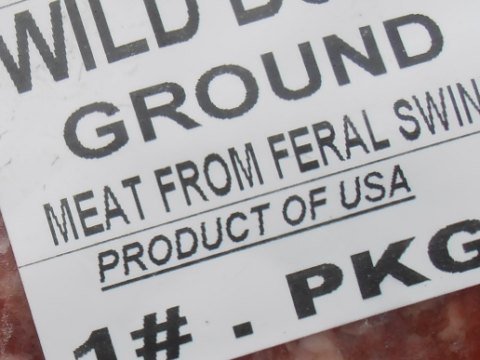 WILD
GROUND
MEAT FROM FERAL SWIN
PRODUCT OF USA
1# - PKG